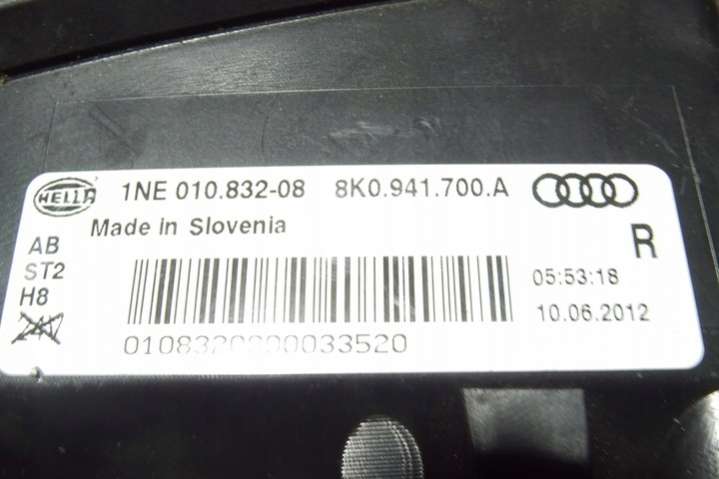 HELLA 1NE 010.832-08 8K0.941.700.A
Made in Slovenia
AB
ST2
H8
R
05:53:18
10.06.2012